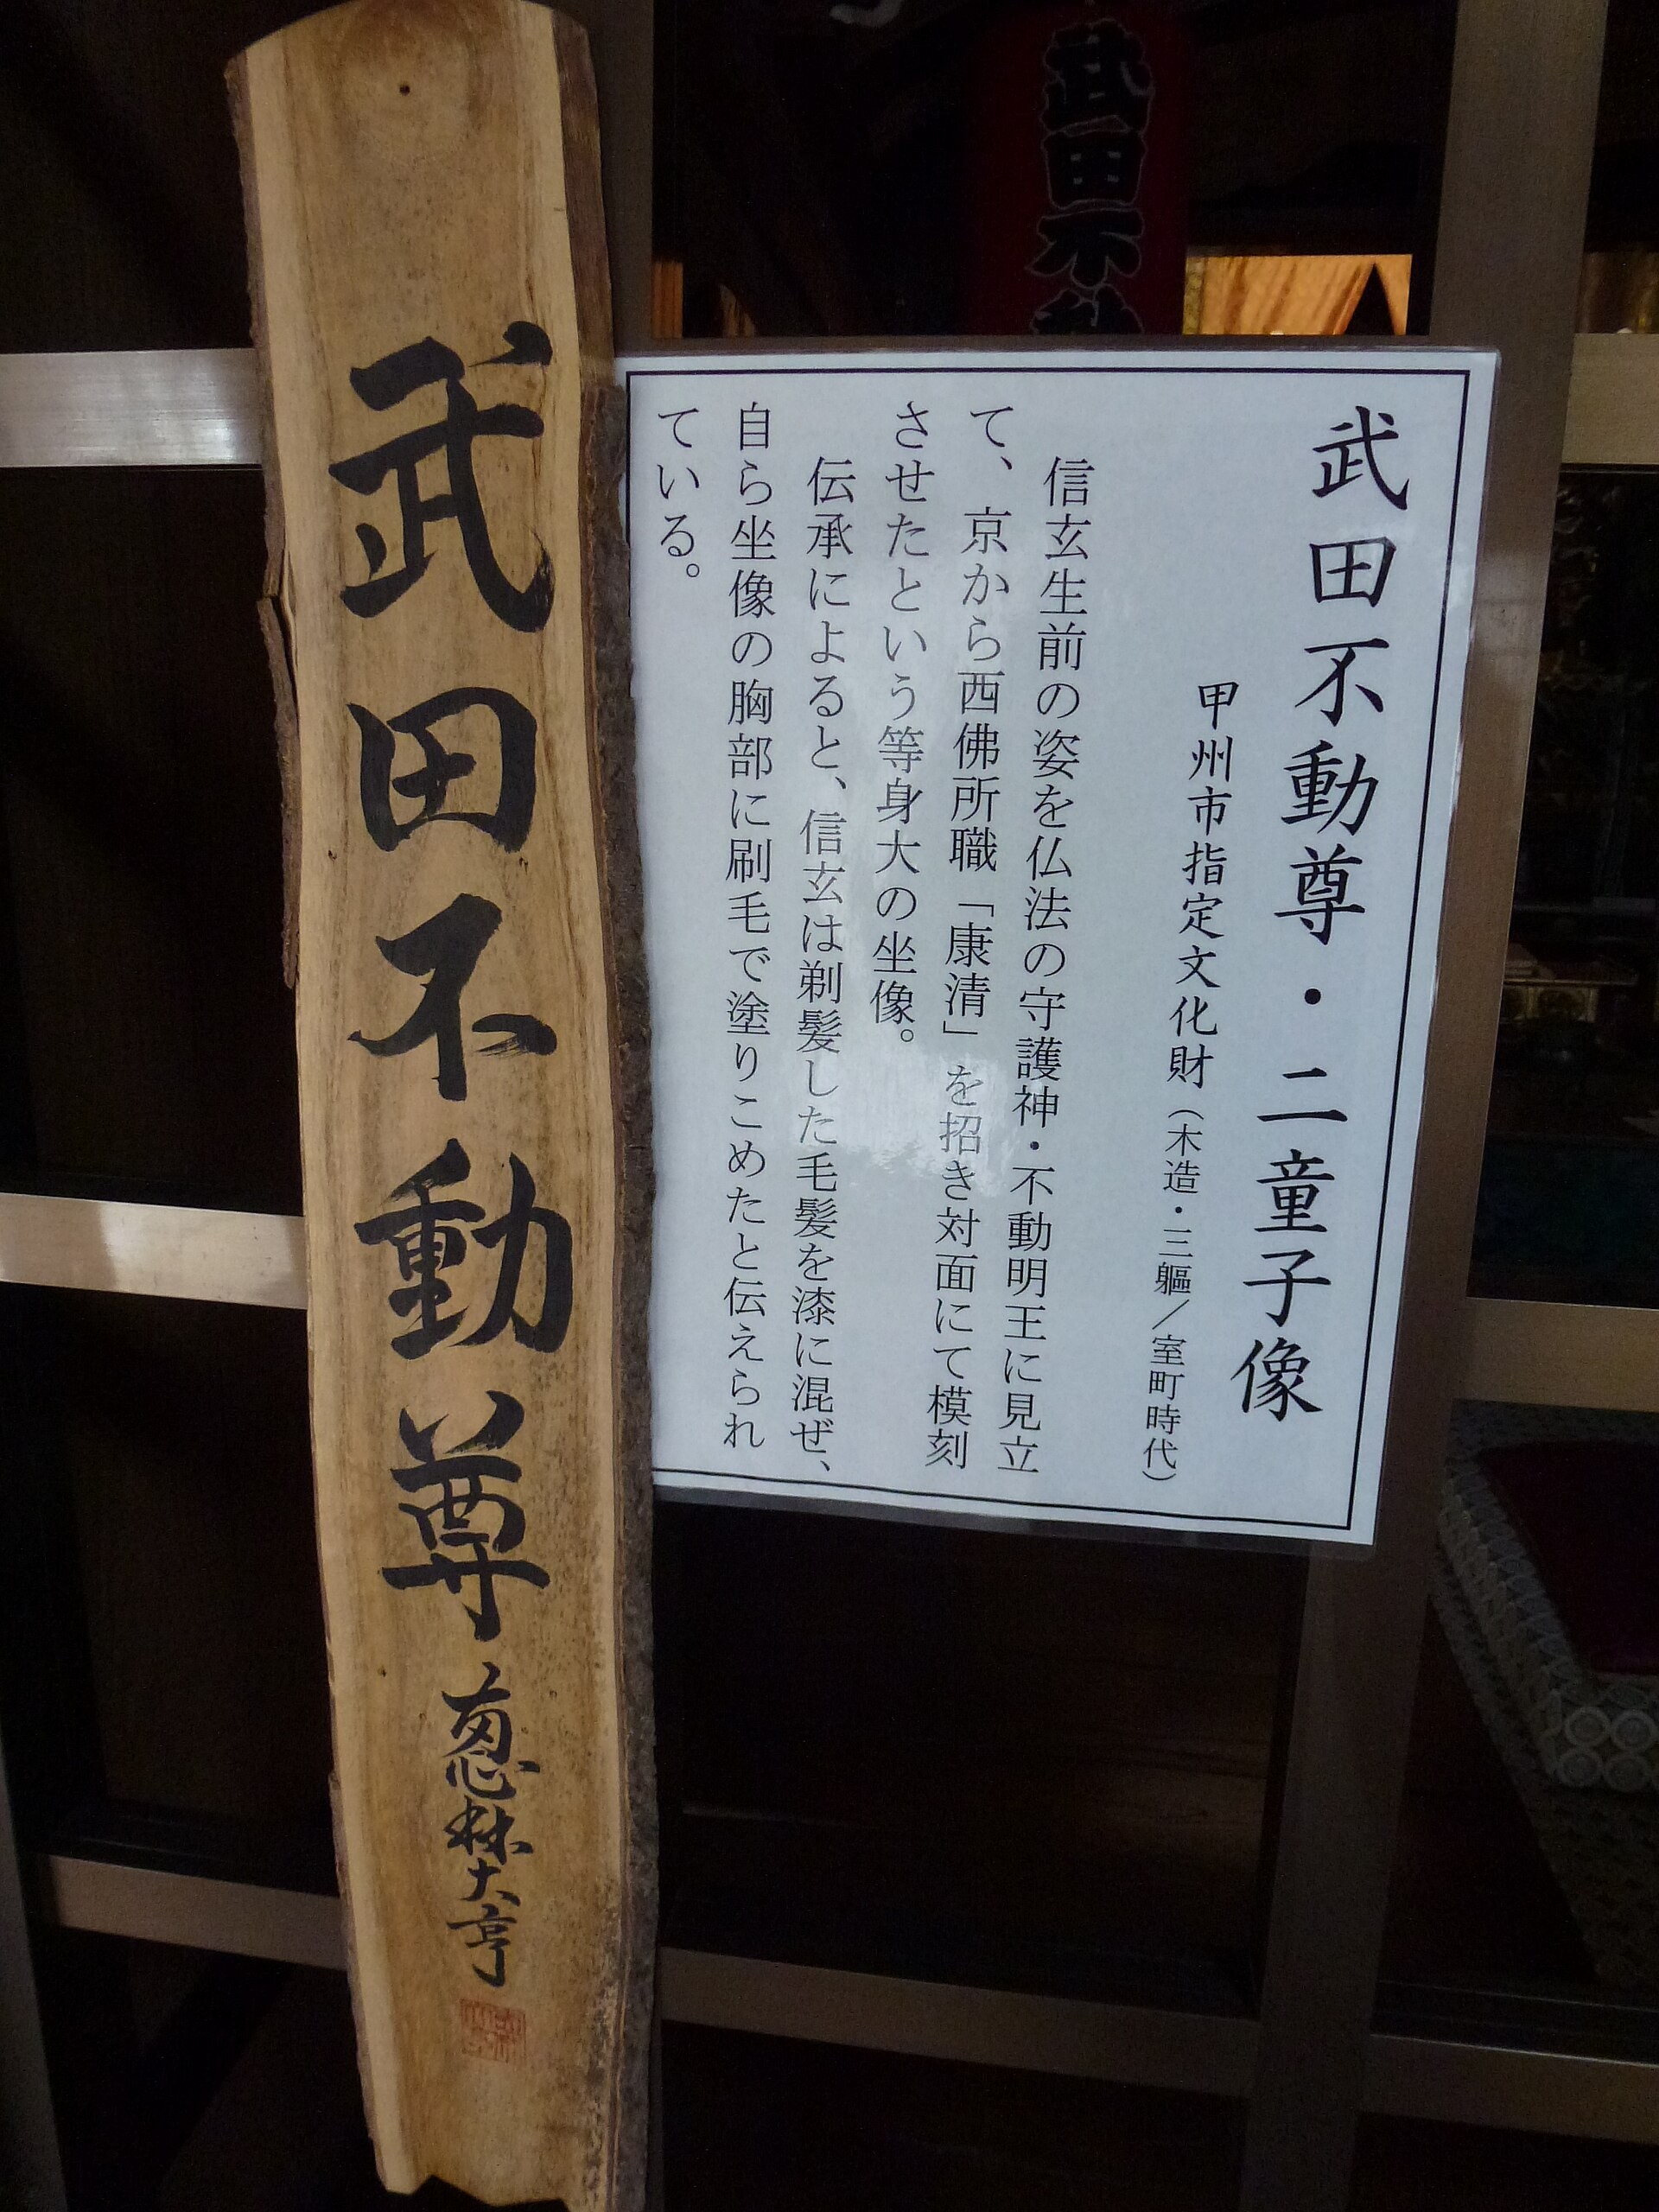 武田不動尊・二童子像
甲州市指定文化財(木造・三軀/室町時代)
信玄生前の姿を仏法の守護神・不動明王に見立
て、京から西佛所職「康清」を招き対面にて模刻
させたという等身大の坐像。
伝承によると、信玄は剃髪した毛髪を漆に混ぜ、
自ら坐像の胸部に刷毛で塗りこめたと伝えられ
ている。
武田不動尊
葱林大亨
武田不動